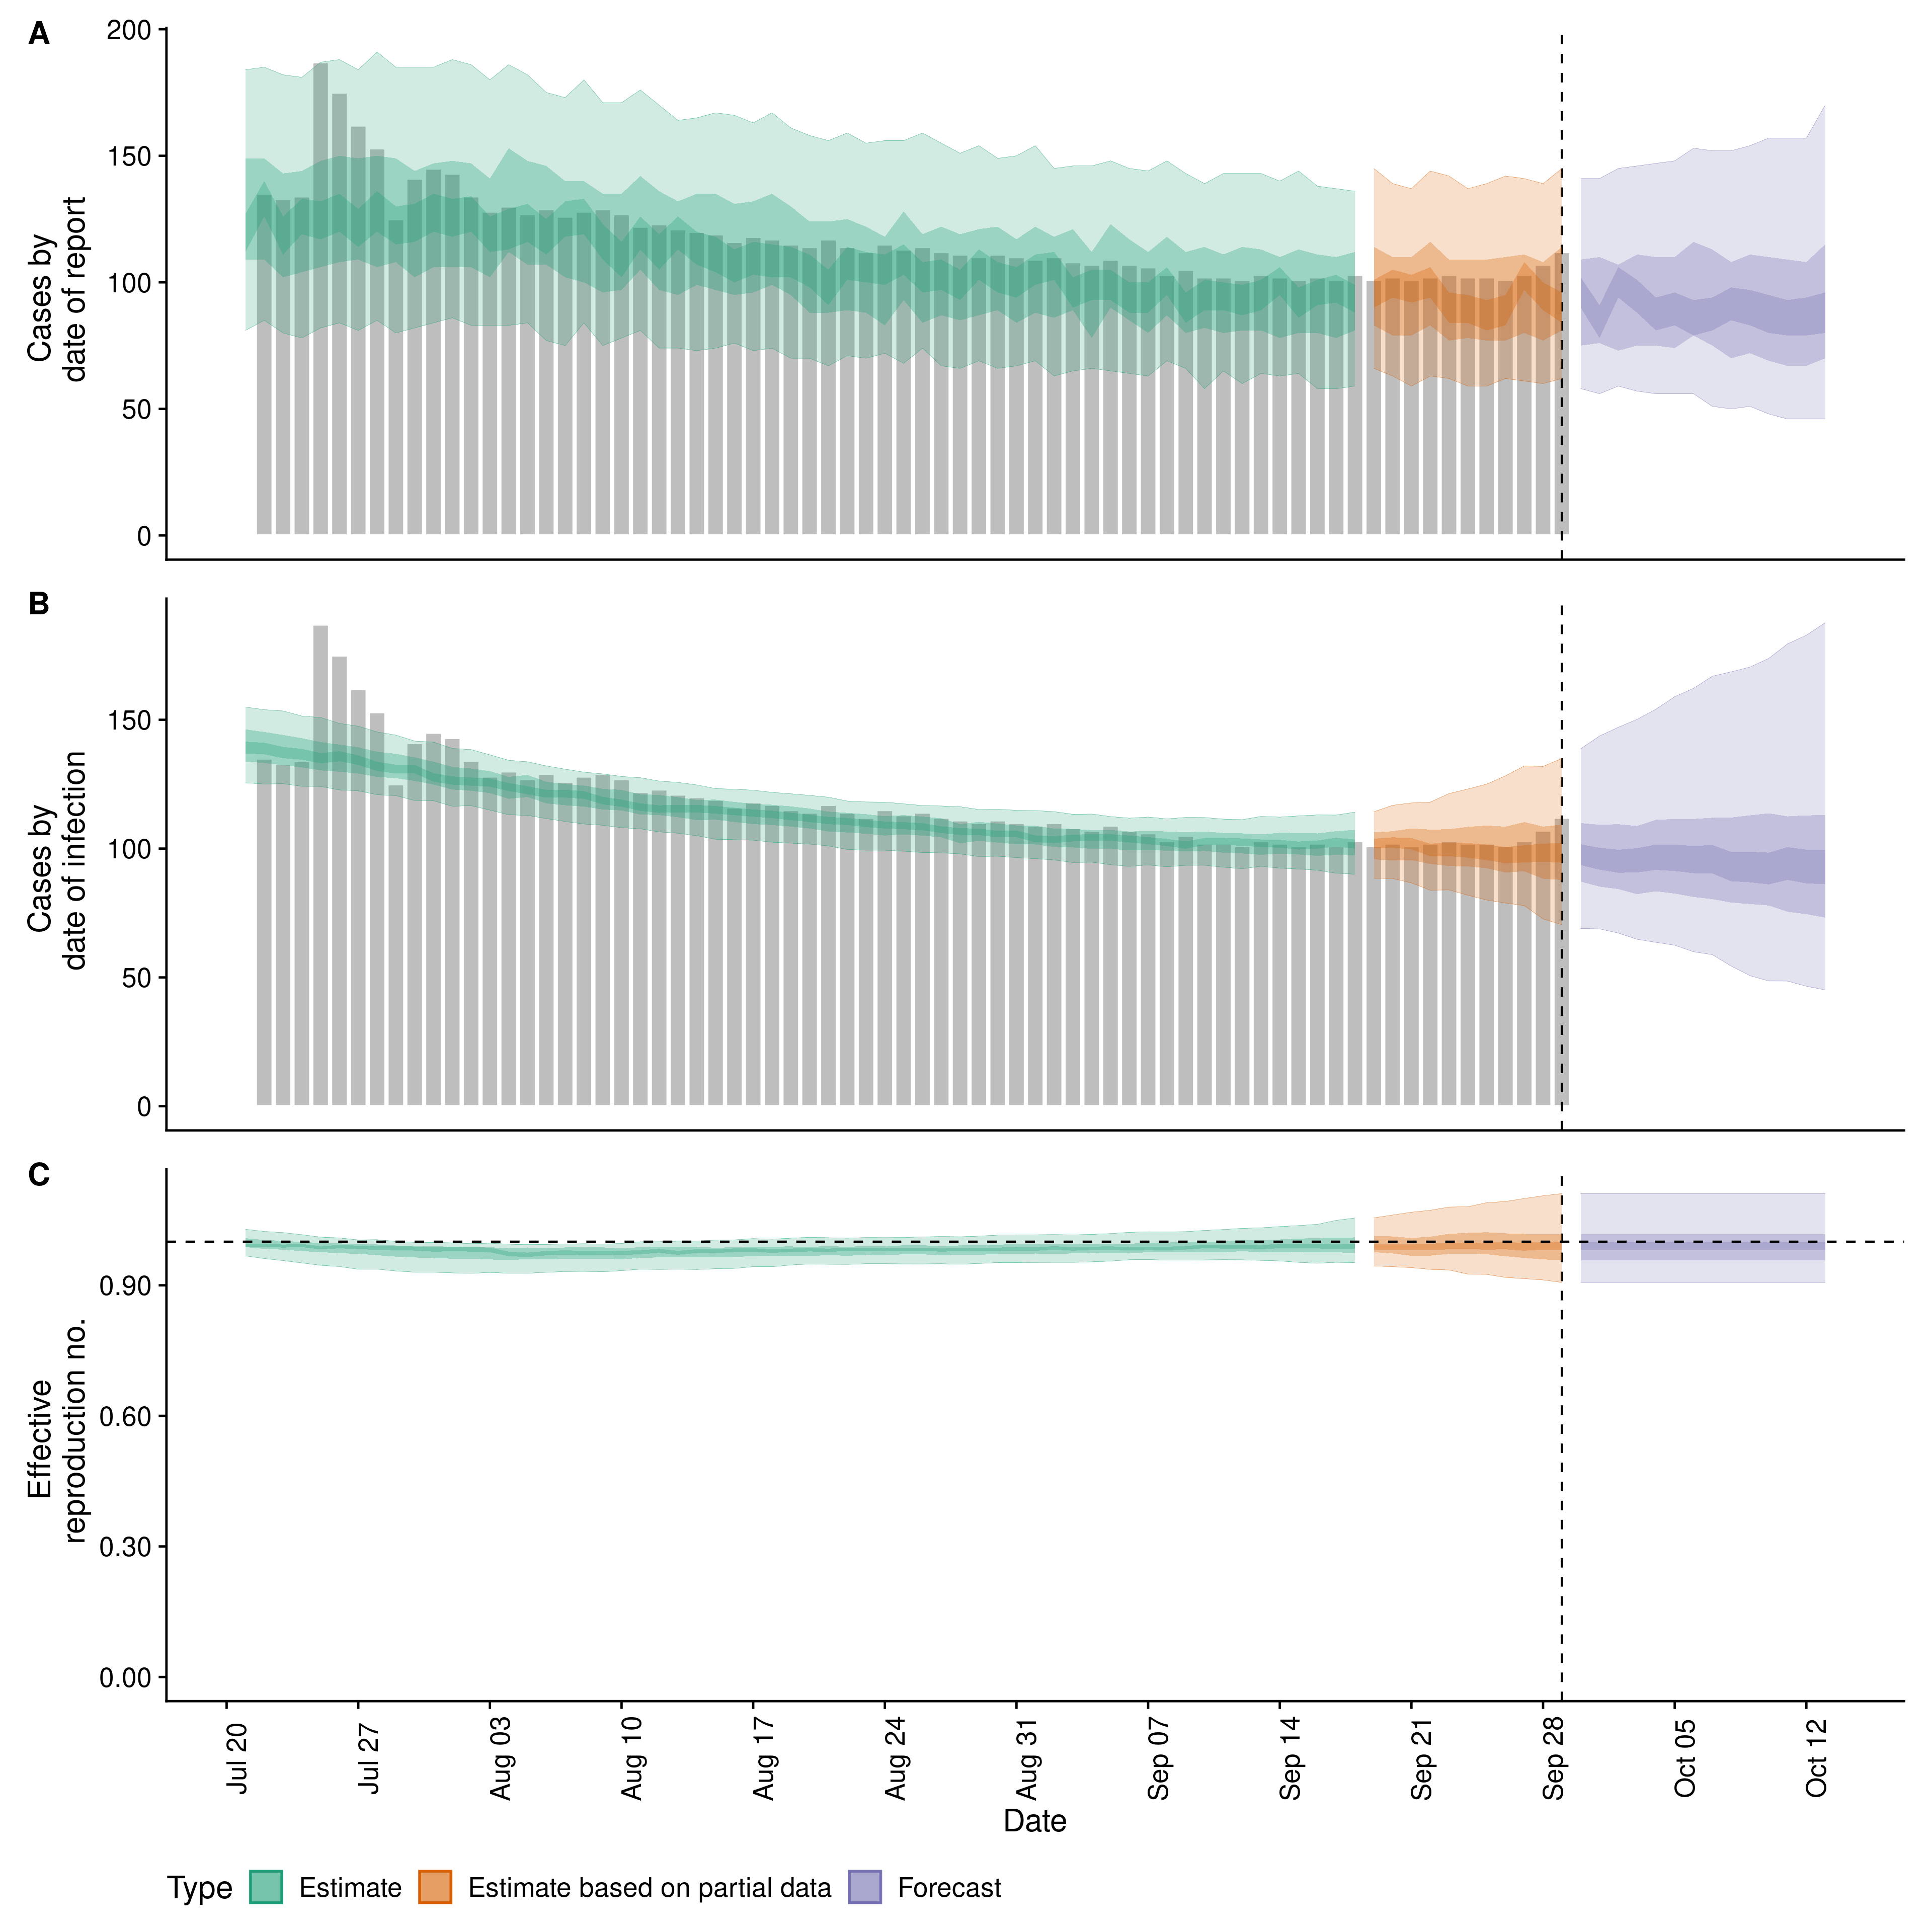 A
Cases by
date of report
200
150
100
50
0
B
Cases by
date of infection
150
100
50
0
C
Effective
reproduction no.
0.90
0.60
0.30
0.00
Jul 20
Jul 27
Aug 03
Aug 10
Aug 17
Aug 24
Aug 31
Sep 07
Sep 14
Sep 21
Sep 28
Oct 05
Oct 12
Date
Type Estimate Estimate based on partial data Forecast